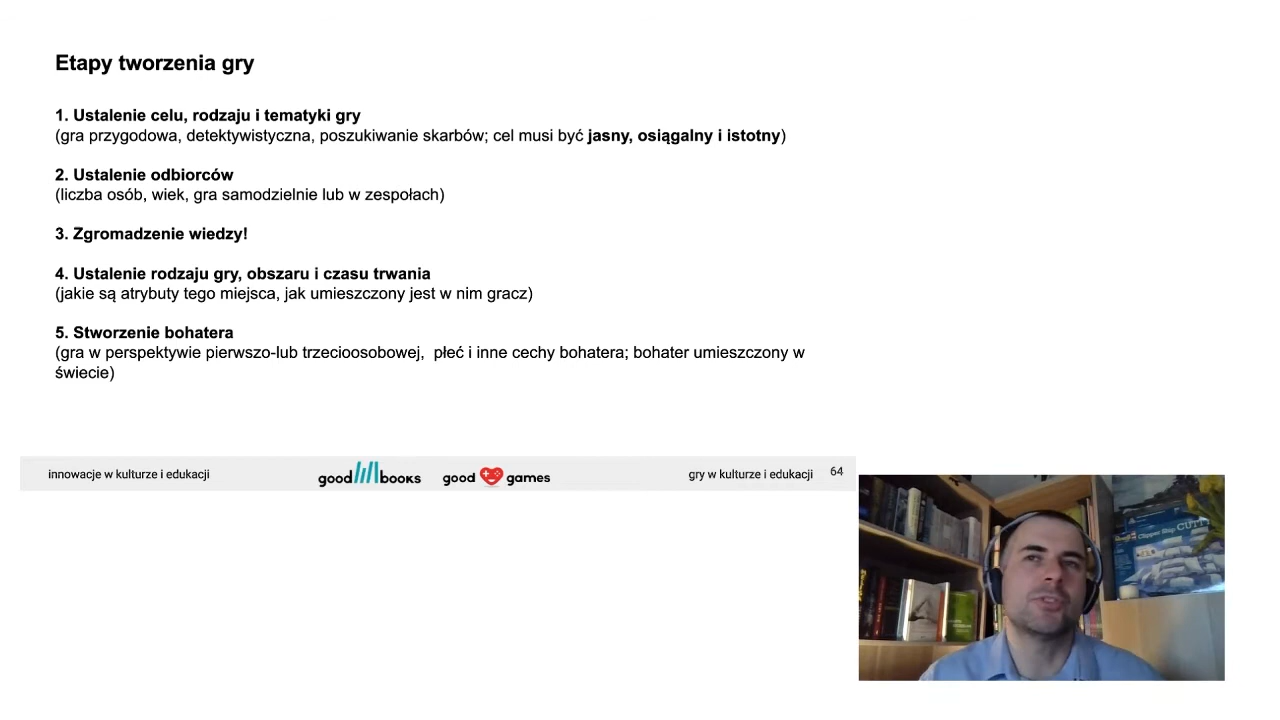 Etapy tworzenia gry
1. Ustalenie celu, rodzaju i tematyki gry
(gra przygodowa, detektywistyczna, poszukiwanie skarbów; cel musi być jasny, osiągalny i istotny)
2. Ustalenie odbiorców
(liczba osób, wiek, gra samodzielnie lub w zespołach)
3. Zgromadzenie wiedzy!
4. Ustalenie rodzaju gry, obszaru i czasu trwania
(jakie są atrybuty tego miejsca, jak umieszczony jest w nim gracz)
5. Stworzenie bohatera
(gra w perspektywie pierwszo-lub trzecioosobowej,  płeć i inne cechy bohatera; bohater umieszczony w
świecie)
innowacje w kulturze i edukacji
good books
good games
gry w kulturze i edukacji
64
Clipper Ship CUTTY